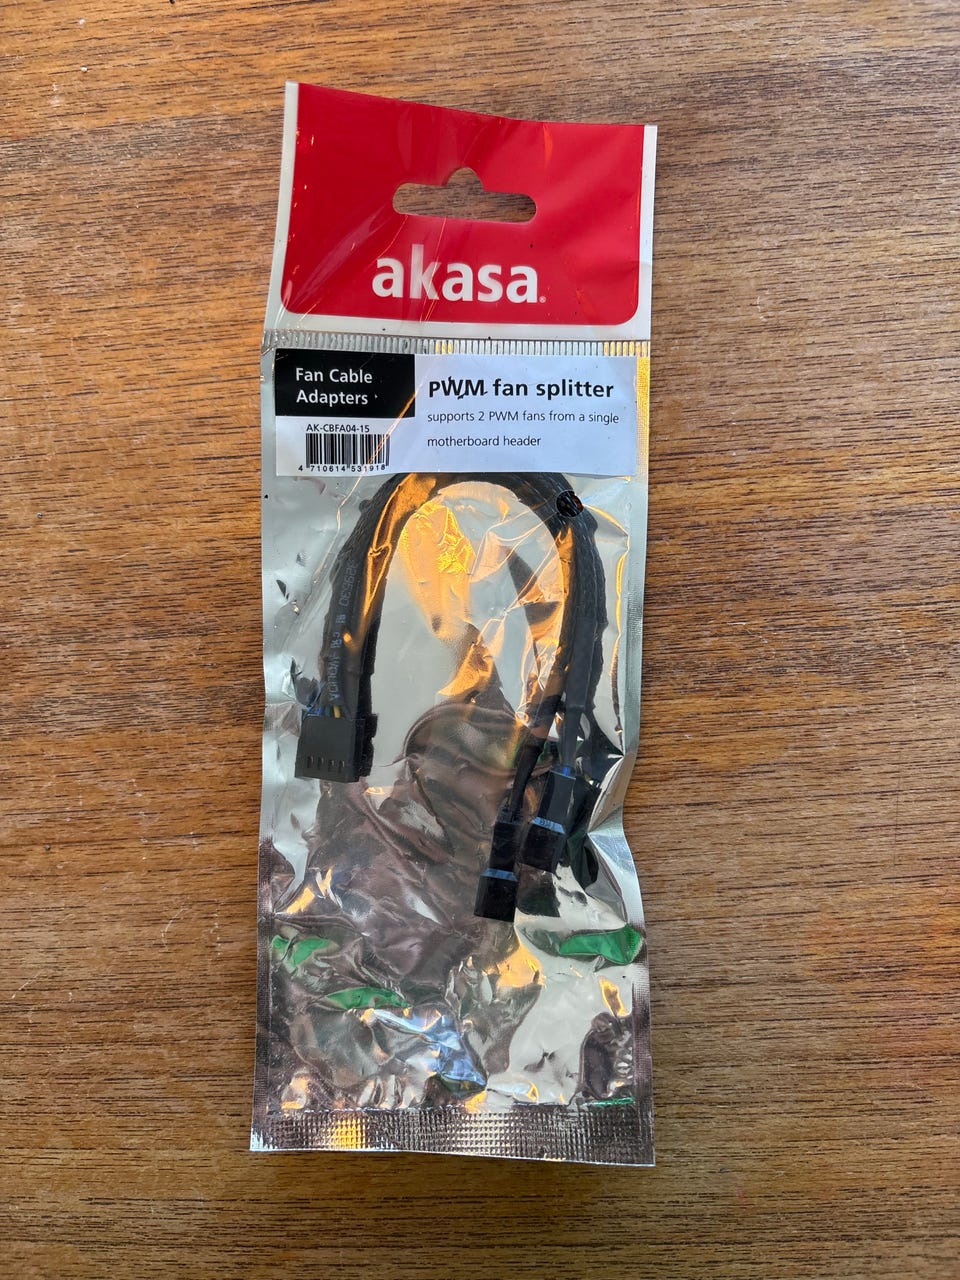 akasa®
Fan Cable
Adapters
PWM fan splitter
supports 2 PWM fans from a single
motherboard header
AK-CBFA04-15
4 710614 531918